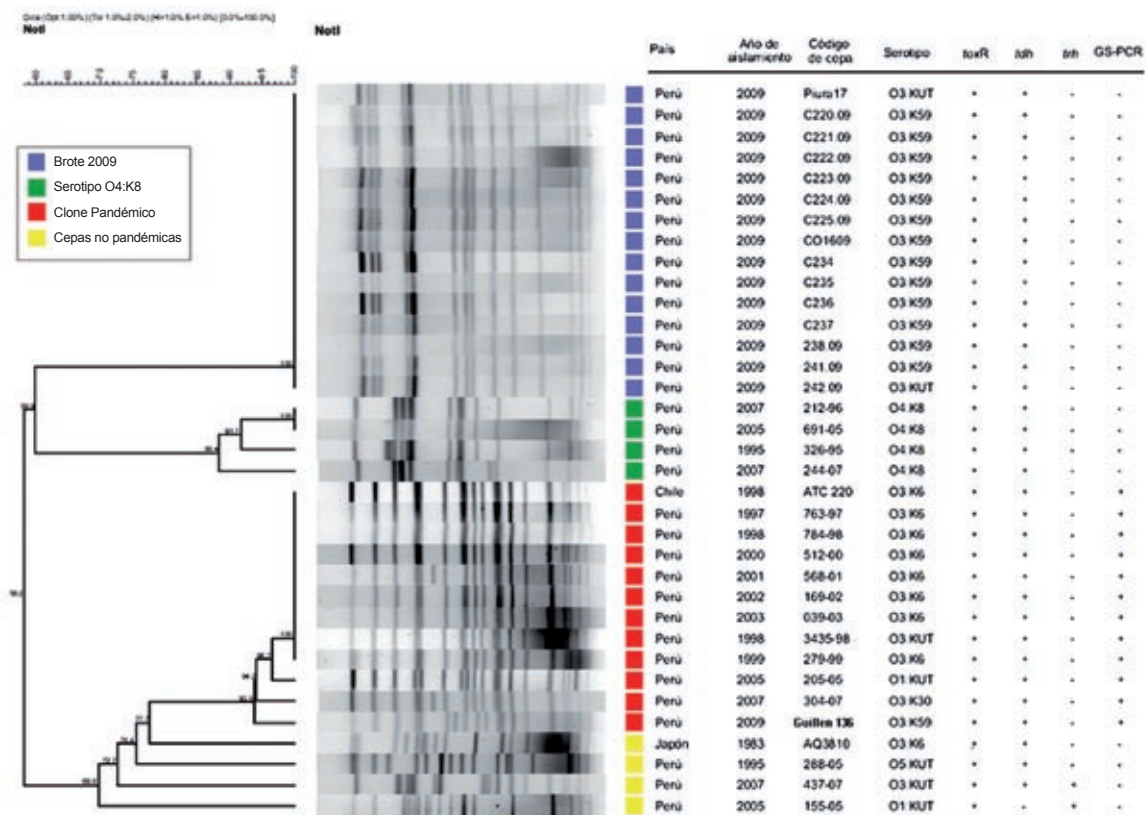 NotI
NotI
Brote 2009
Serotipo O4:K8
Clone Pandémico
Cepas no pandémicas
País Año de aislamiento Código de cepa Serotipo toxR tdh trh GS-PCR
Perú 2009 Piura17 O3 KUT + + - -
Perú 2009 C220 09 O3 K59 + + - -
Perú 2009 C221 09 O3 K59 + + - -
Perú 2009 C222 09 O3 K59 + + - -
Perú 2009 C223 09 O3 K59 + + - -
Perú 2009 C224 09 O3 K59 + + - -
Perú 2009 C225 09 O3 K59 + + - -
Perú 2009 CO1609 O3 K59 + + - -
Perú 2009 C234 O3 K59 + + - -
Perú 2009 C235 O3 K59 + + - -
Perú 2009 C236 O3 K59 + + - -
Perú 2009 C237 O3 K59 + + - -
Perú 2009 238 09 O3 K59 + + - -
Perú 2009 241 09 O3 K59 + + - -
Perú 2009 242 09 O3 KUT + + - -
Perú 2007 212-96 O4 K8 + + - -
Perú 2005 691-05 O4 K8 + + - -
Perú 1995 326-95 O4 K8 + + - -
Perú 2007 244-07 O4 K8 + + - -
Chile 1998 ATC 220 O3 K6 + + - +
Perú 1997 763-97 O3 K6 + + - +
Perú 1998 784-98 O3 K6 + + - +
Perú 2000 512-00 O3 K6 + + - +
Perú 2001 568-01 O3 K6 + + - +
Perú 2002 169-02 O3 K6 + + - +
Perú 2003 039-03 O3 K6 + + - +
Perú 1998 3435-98 O3 KUT + + - +
Perú 1999 279-99 O3 K6 + + - +
Perú 2005 205-05 O1 KUT + + - +
Perú 2007 304-07 O3 K30 + + - +
Perú 2009 Guillen 136 O3 K59 + + - +
Japón 1983 AQ3810 O3 K6 + + - -
Perú 1995 288-05 O5 KUT + + - -
Perú 2007 437-07 O3 KUT + + + -
Perú 2005 155-05 O1 KUT + - + -